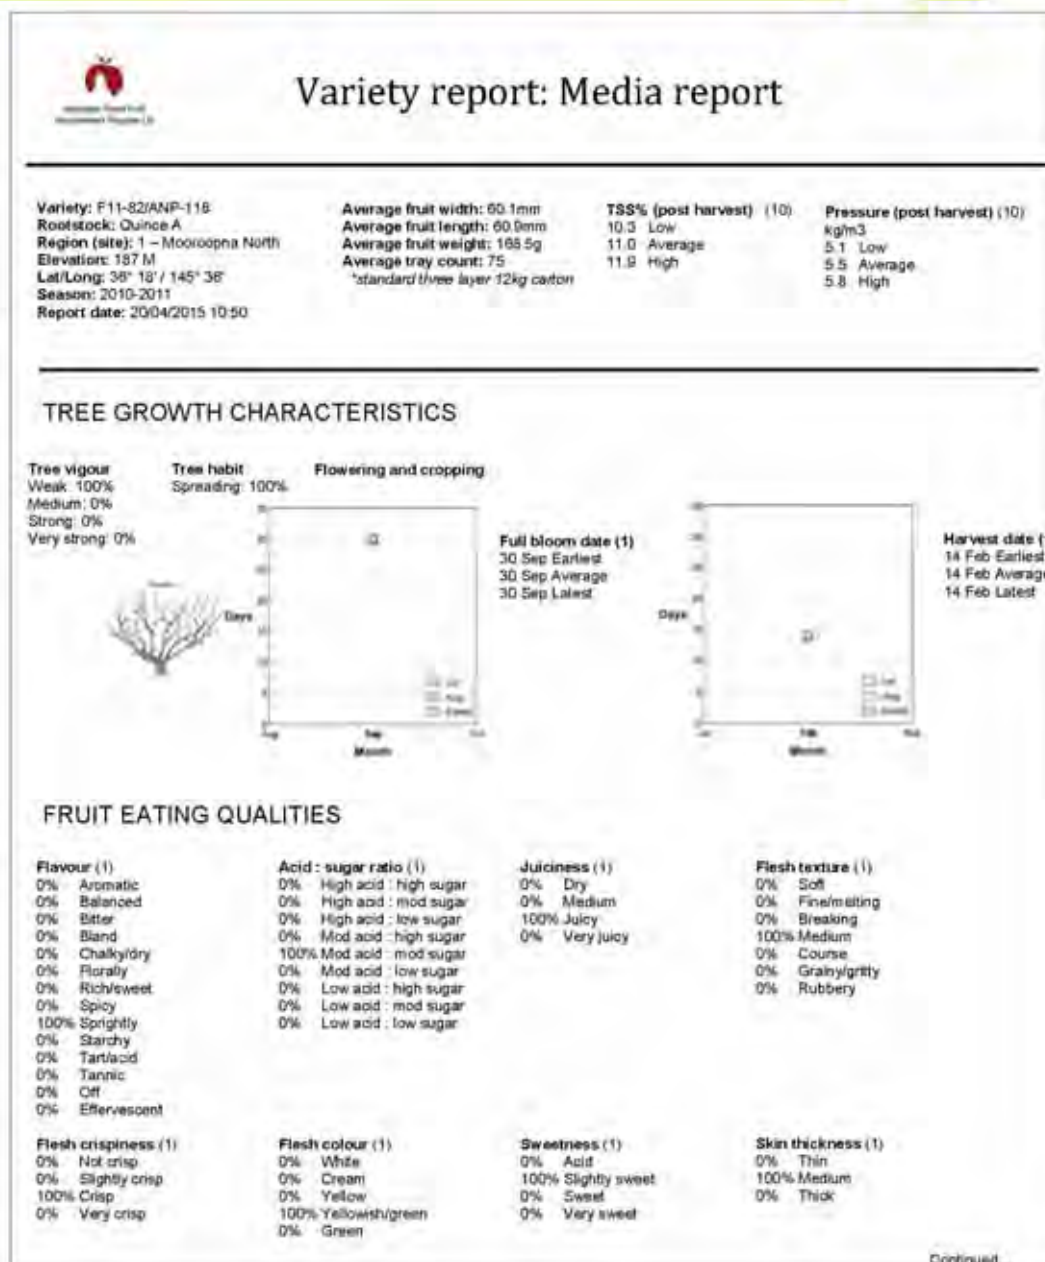 Variety report: Media report
Variety: F11-82/ANP-118
Rootstock: Quince A
Region (site): 1 – Mooroopna North
Elevation: 187 M
Lat/Long: 36° 18' / 145° 36'
Season: 2010-2011
Report date: 20/04/2015 10:50
Average fruit width: 60.1mm
Average fruit length: 60.9mm
Average fruit weight: 168.5g
Average tray count: 75
*standard three layer 12kg carton
TSS% (post harvest) (10)
10.3 Low
11.0 Average
11.9 High
Pressure (post harvest) (10)
kg/m3
5.1 Low
5.5 Average
5.8 High
TREE GROWTH CHARACTERISTICS
Tree vigour
Weak: 100%
Medium: 0%
Strong: 0%
Very strong: 0%
Tree habit
Spreading: 100%
Flowering and cropping
Days
Month
Full bloom date (1)
30 Sep Earliest
30 Sep Average
30 Sep Latest
Days
Month
Harvest date (
14 Feb Earliest
14 Feb Average
14 Feb Latest
FRUIT EATING QUALITIES
Flavour (1)
0% Aromatic
0% Balanced
0% Bitter
0% Bland
0% Chalky/dry
0% Florally
0% Rich/sweet
0% Spicy
100% Sprightly
0% Starchy
0% Tart/acid
0% Tannic
0% Off
0% Effervescent
Acid : sugar ratio (1)
0% High acid : high sugar
0% High acid : mod sugar
0% High acid : low sugar
0% Mod acid : high sugar
100% Mod acid : mod sugar
0% Mod acid : low sugar
0% Low acid : high sugar
0% Low acid : mod sugar
0% Low acid : low sugar
Juiciness (1)
0% Dry
0% Medium
100% Juicy
0% Very juicy
Flesh texture (1)
0% Soft
0% Fine/melting
0% Breaking
100% Medium
0% Course
0% Grainy/gritty
0% Rubbery
Flesh crispiness (1)
0% Not crisp
0% Slightly crisp
100% Crisp
0% Very crisp
Flesh colour (1)
0% White
0% Cream
0% Yellow
100% Yellowish/green
0% Green
Sweetness (1)
0% Acid
100% Slightly sweet
0% Sweet
0% Very sweet
Skin thickness (1)
0% Thin
100% Medium
0% Thick
Continued